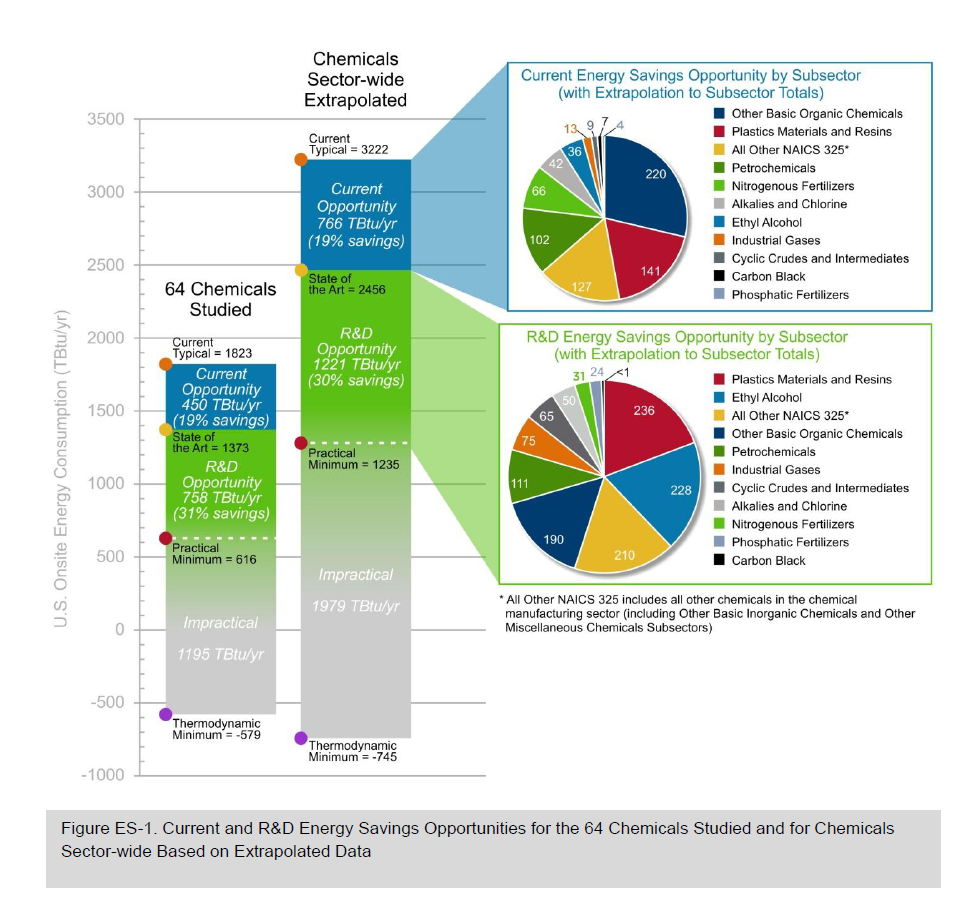 Chemicals
Sector-wide
Extrapolated
64 Chemicals
Studied
U.S. Onsite Energy Consumption (TBtu/yr)
3500
3000
2500
2000
1500
1000
500
0
-500
-1000
Current
Typical = 1823
Current
Opportunity
450 TBtu/yr
(19% savings)
State of
the Art = 1373
R&D
Opportunity
758 TBtu/yr
(31% savings)
Practical
Minimum = 616
Impractical
1195 TBtu/yr
Thermodynamic
Minimum = -579
Current
Typical = 3222
Current
Opportunity
766 TBtu/yr
(19% savings)
State of
the Art = 2456
R&D
Opportunity
1221 TBtu/yr
(30% savings)
Practical
Minimum = 1235
Impractical
1979 TBtu/yr
Thermodynamic
Minimum = -745
Current Energy Savings Opportunity by Subsector
(with Extrapolation to Subsector Totals)
220
141
127
102
66
42
36
13
9
7
4
Other Basic Organic Chemicals
Plastics Materials and Resins
All Other NAICS 325*
Petrochemicals
Nitrogenous Fertilizers
Alkalies and Chlorine
Ethyl Alcohol
Industrial Gases
Cyclic Crudes and Intermediates
Carbon Black
Phosphatic Fertilizers
R&D Energy Savings Opportunity by Subsector
(with Extrapolation to Subsector Totals)
236
228
210
190
111
75
65
50
31
24
<1
Plastics Materials and Resins
Ethyl Alcohol
All Other NAICS 325*
Other Basic Organic Chemicals
Petrochemicals
Industrial Gases
Cyclic Crudes and Intermediates
Alkalies and Chlorine
Nitrogenous Fertilizers
Phosphatic Fertilizers
Carbon Black
* All Other NAICS 325 includes all other chemicals in the chemical
manufacturing sector (including Other Basic Inorganic Chemicals and Other
Miscellaneous Chemicals Subsectors)
Figure ES-1. Current and R&D Energy Savings Opportunities for the 64 Chemicals Studied and for Chemicals
Sector-wide Based on Extrapolated Data